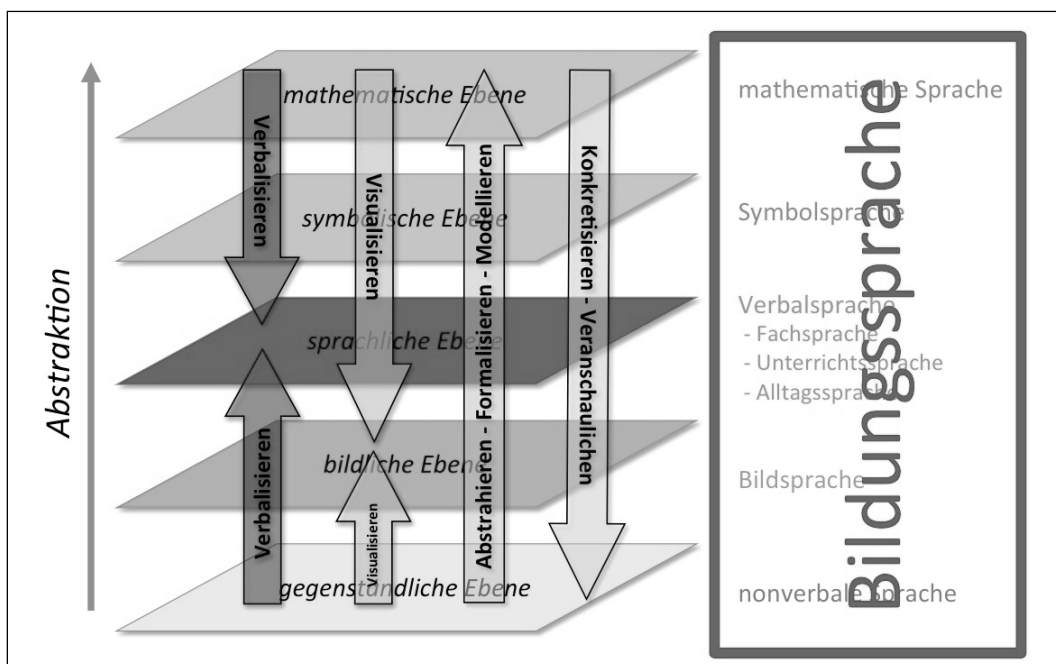 Abstraktion
mathematische Ebene
symbolische Ebene
sprachliche Ebene
bildliche Ebene
gegenständliche Ebene
Verbalisieren
Verbalisieren
Visualisieren
Visualisieren
Abstrahieren - Formalisieren - Modellieren
Konkretisieren - Veranschaulichen
mathematische Sprache
Symbolsprache
Verbalsprache
- Fachsprache
- Unterrichtssprache
- Alltagssprache
Bildsprache
nonverbale Sprache
Bildungssprache